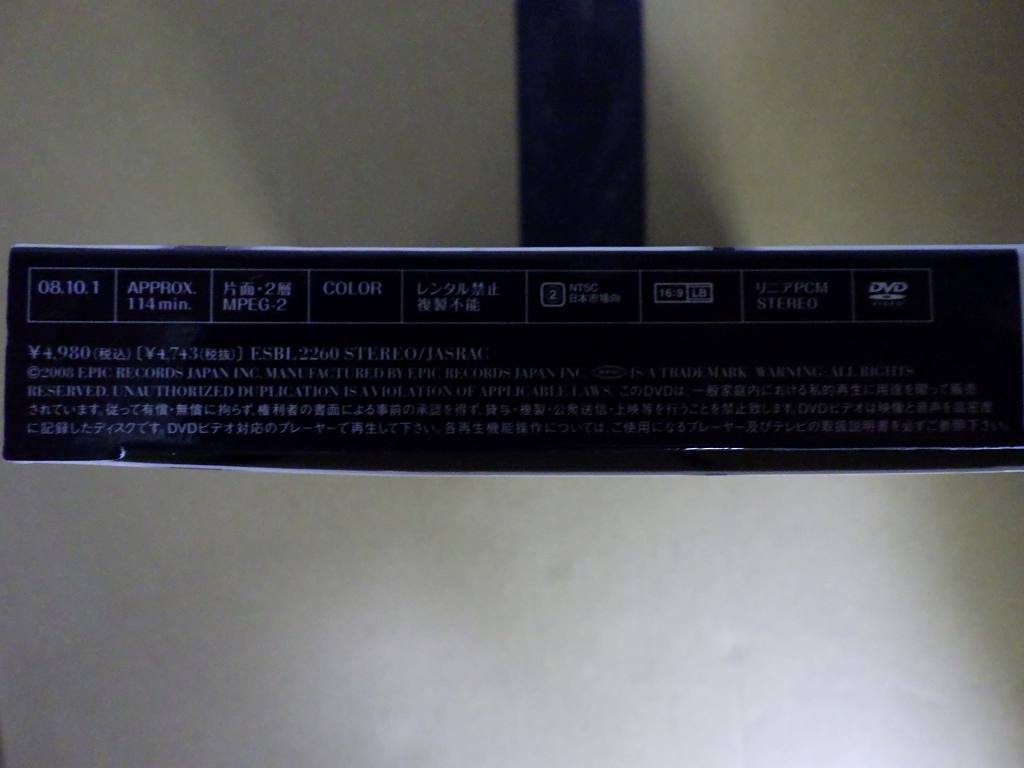 08.10.1
APPROX.
114 min.
片面・2層
MPEG-2
COLOR
レンタル禁止
複製不能
2
NTSC
日本市場向
16:9 LB
リニアPCM
STEREO
DVD
VIDEO
¥4,980(税込) [¥4,743(税抜)] ESBL 2260 STEREO/JASRAC
©2008 EPIC RECORDS JAPAN INC. MANUFACTURED BY EPIC RECORDS JAPAN INC. IS A TRADE MARK. WARNING: ALL RIGHTS
RESERVED. UNAUTHORIZED DUPLICATION IS A VIOLATION OF APPLICABLE LAWS. このDVDは、一般家庭内における私的再生に用途を限って販売
されています。従って有償・無償に拘らず、権利者の書面による事前の承認を得ず、貸与・複製・公衆送信・上映等を行うことを禁止致します。DVDビデオは映像と音声を高密度
に記録したディスクです。DVDビデオ対応のプレーヤーで再生して下さい。各再生機能操作については、ご使用になるプレーヤー及びテレビの取扱説明書を必ずご参照下さい。